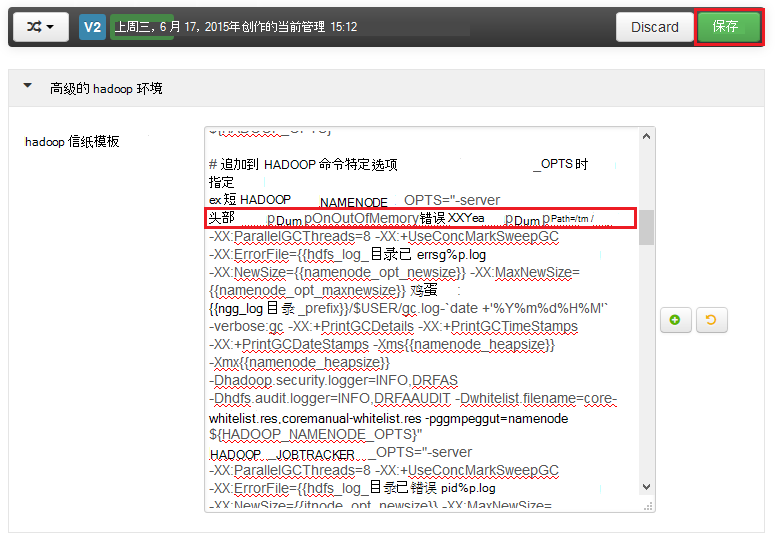 V2 上周三, 6 月 17, 2015年创作的当前管理 15:12 Discard 保存
高级的 hadoop 环境
hadoop 信纸模板
${HADOOP_OPTS}
# 追加到 HADOOP 命令特定选项 _OPTS 时
指定
ex 短 HADOOP NAMENODE_OPTS="-server
头部 pDumpOnOutOfMemory错误 XXYea pDumpPath=/tm /
-XX:ParallelGCThreads=8 -XX:+UseConcMarkSweepGC
-XX:ErrorFile={{hdfs_log_目录已 errsg%p.log
-XX:NewSize={{namenode_opt_newsize}} -XX:MaxNewSize=
{{namenode_opt_maxnewsize}} 鸡蛋 :
{{ngg_log 目录 _prefix}}/$USER/gc.log-`date +'%Y%m%d%H%M'`
-verbose:gc -XX:+PrintGCDetails -XX:+PrintGCTimeStamps
-XX:+PrintGCDateStamps -Xms{{namenode_heapsize}}
-Xmx{{namenode_heapsize}}
-Dhadoop.security.logger=INFO,DRFAS
-Dhdfs.audit.logger=INFO,DRFAAUDIT -Dwhitelist.filename=core-
whitelist.res,coremanual-whitelist.res -pggmpeggut=namenode
${HADOOP_NAMENODE_OPTS}"
HADOOP _JOBTRACKER _OPTS="-server
-XX:ParallelGCThreads=8 -XX:+UseConcMarkSweepGC
-XX:ErrorFile={{hdfs_log_目录已错误 pid%p.log
-XX:NewSize={{jtnode_opt_newsize}} -XX:MaxNewSize=